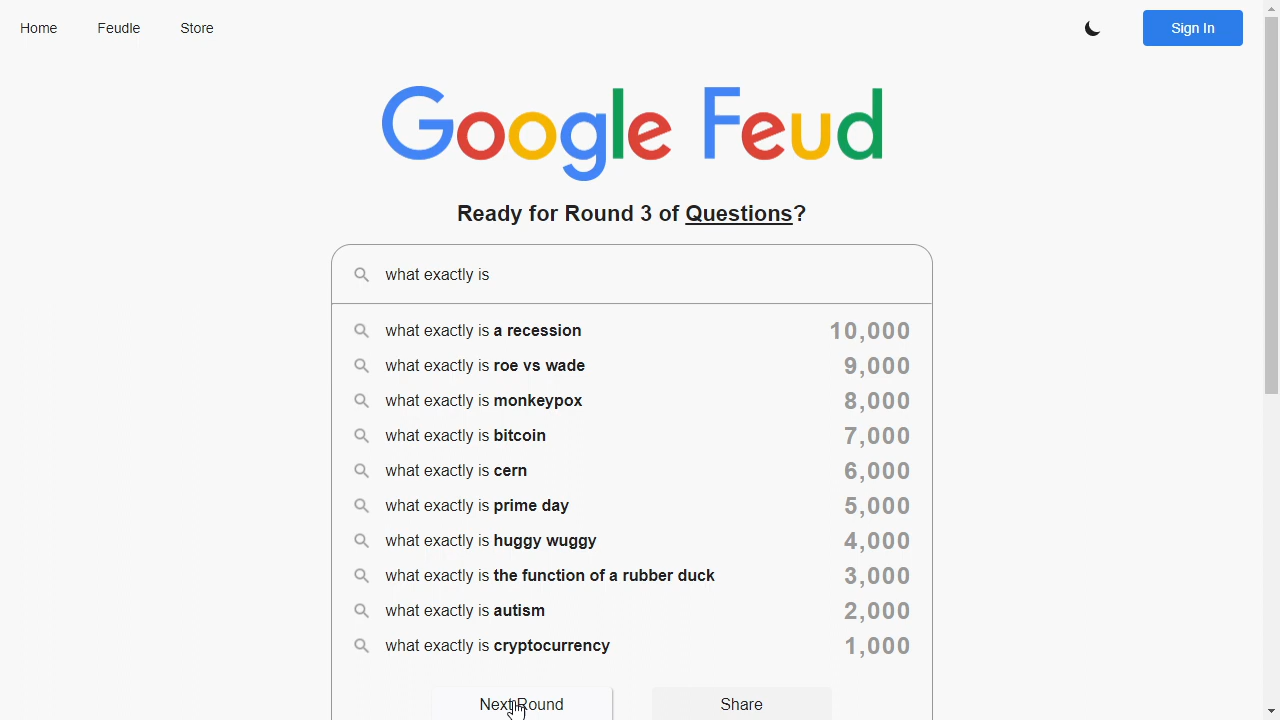 Home Feudle Store Sign In
Google Feud
Ready for Round 3 of Questions?
what exactly is
what exactly is a recession 10,000
what exactly is roe vs wade 9,000
what exactly is monkeypox 8,000
what exactly is bitcoin 7,000
what exactly is cern 6,000
what exactly is prime day 5,000
what exactly is huggy wuggy 4,000
what exactly is the function of a rubber duck 3,000
what exactly is autism 2,000
what exactly is cryptocurrency 1,000
Next Round Share